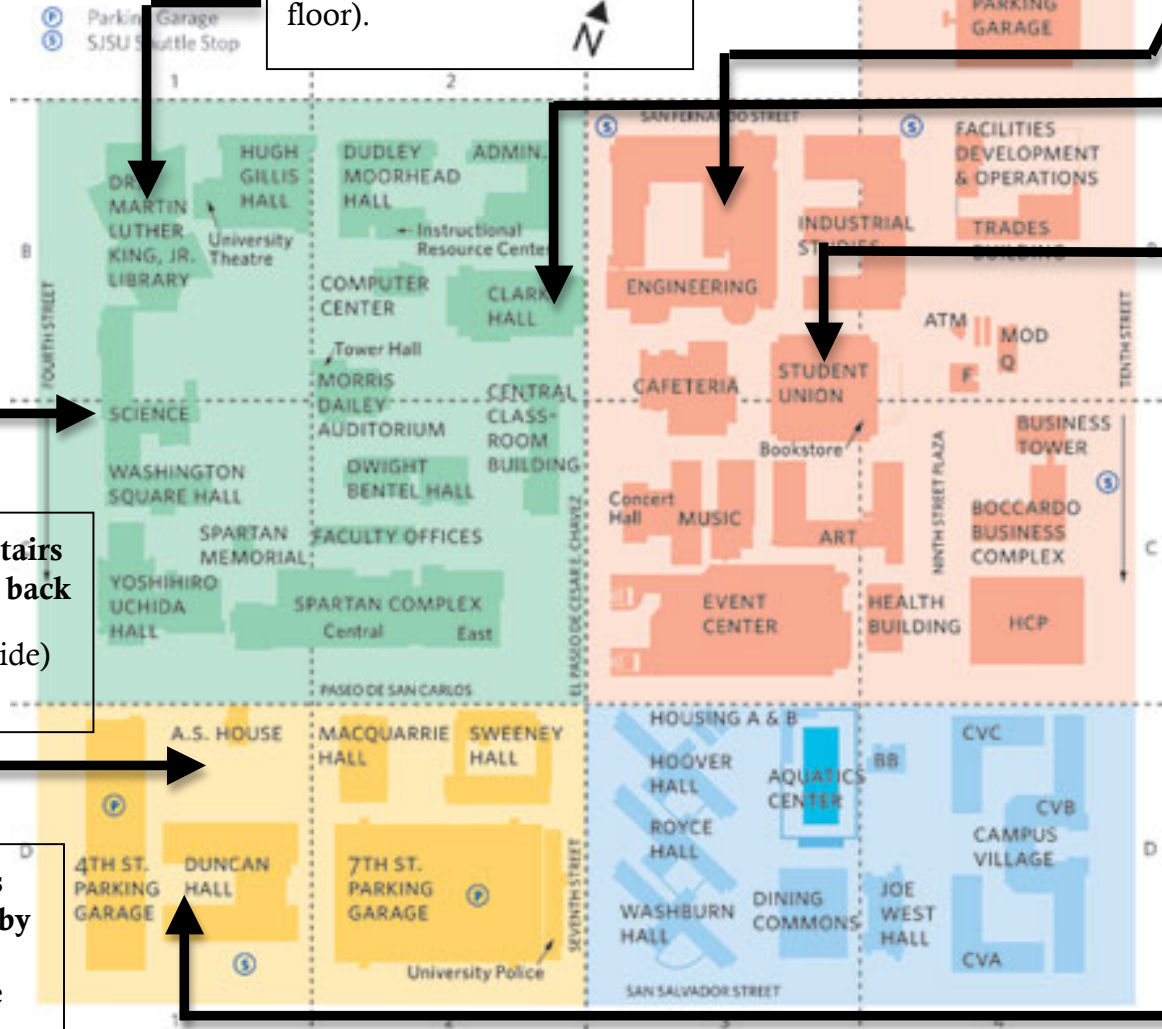 floor).
Parking Garage
SJSU Shuttle Stop
N
PARKING
GARAGE
1
2
SAN FERNANDO STREET
HUGH
GILLIS
HALL
DUDLEY
MOORHEAD
HALL
ADMIN.
FACILITIES
DEVELOPMENT
& OPERATIONS
DR.
MARTIN
LUTHER
KING, JR.
LIBRARY
University
Theatre
Instructional
Resource Center
INDUSTRIAL
STUDIES
TRADES
BUILDING
B
COMPUTER
CENTER
CLARK
HALL
ENGINEERING
FOURTH STREET
TENTH STREET
ATM
MOD
Q
F
Tower Hall
MORRIS
DAILEY
AUDITORIUM
CENTRAL
CLASS-
ROOM
BUILDING
CAFETERIA
STUDENT
UNION
Bookstore
SCIENCE
BUSINESS
TOWER
WASHINGTON
SQUARE HALL
DWIGHT
BENTEL HALL
Concert
Hall
MUSIC
ART
NINTH STREET PLAZA
BOCCARDO
BUSINESS
COMPLEX
C
tairs
back
ide)
SPARTAN
MEMORIAL
FACULTY OFFICES
EL PASEO DE CESAR E. CHAVEZ
YOSHIHIRO
UCHIDA
HALL
SPARTAN COMPLEX
Central
East
EVENT
CENTER
HEALTH
BUILDING
HCP
PASEO DE SAN CARLOS
A.S. HOUSE
MACQUARRIE
HALL
SWEENEY
HALL
HOUSING A & B
HOOVER
HALL
AQUATICS
CENTER
BB
CVC
CVB
P
ROYCE
HALL
CAMPUS
VILLAGE
D
D
s
by
e
4TH ST.
PARKING
GARAGE
DUNCAN
HALL
7TH ST.
PARKING
GARAGE
P
SEVENTH STREET
WASHBURN
HALL
DINING
COMMONS
JOE
WEST
HALL
CVA
S
University Police
SAN SALVADOR STREET